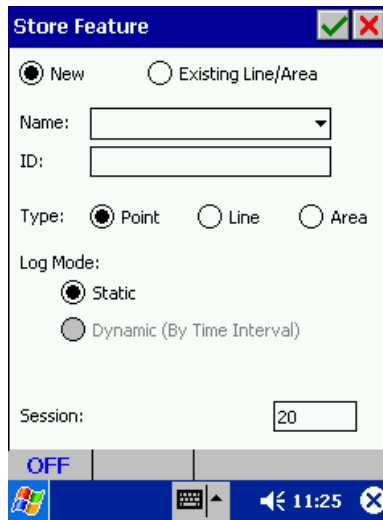 Store Feature
New Existing Line/Area
Name:
ID:
Type: Point Line Area
Log Mode:
Static
Dynamic (By Time Interval)
Session: 20
OFF
11:25